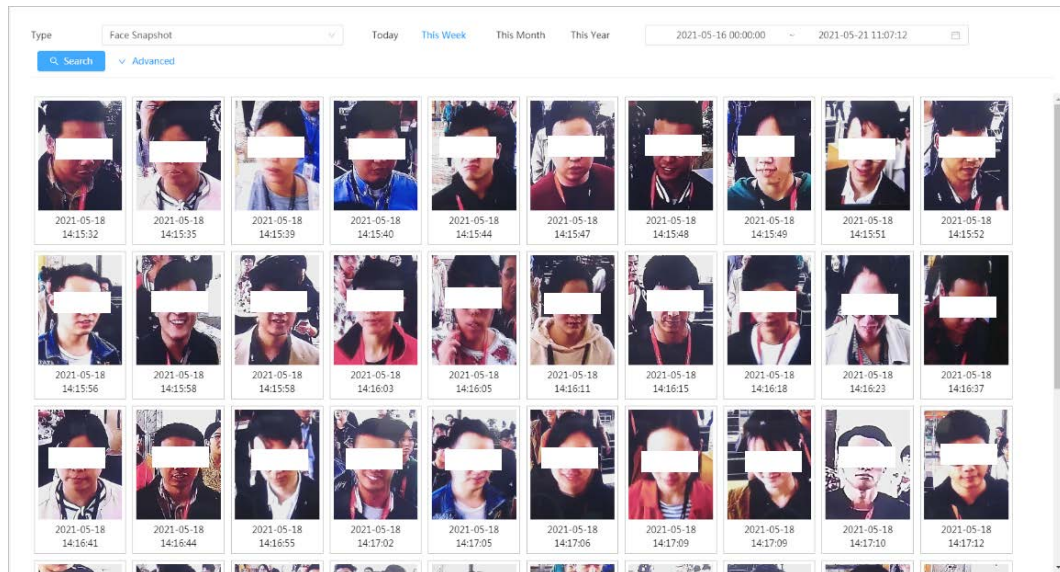 Type Face Snapshot Today This Week This Month This Year 2021-05-16 00:00:00 ~ 2021-05-21 11:07:12
Search Advanced
2021-05-18 2021-05-18 2021-05-18 2021-05-18 2021-05-18 2021-05-18 2021-05-18 2021-05-18 2021-05-18 2021-05-18
14:15:32 14:15:35 14:15:39 14:15:40 14:15:44 14:15:47 14:15:48 14:15:49 14:15:51 14:15:52
2021-05-18 2021-05-18 2021-05-18 2021-05-18 2021-05-18 2021-05-18 2021-05-18 2021-05-18 2021-05-18 2021-05-18
14:15:56 14:15:58 14:15:58 14:16:03 14:16:05 14:16:11 14:16:15 14:16:18 14:16:23 14:16:37
2021-05-18 2021-05-18 2021-05-18 2021-05-18 2021-05-18 2021-05-18 2021-05-18 2021-05-18 2021-05-18 2021-05-18
14:16:41 14:16:44 14:16:55 14:17:02 14:17:05 14:17:06 14:17:09 14:17:09 14:17:10 14:17:12